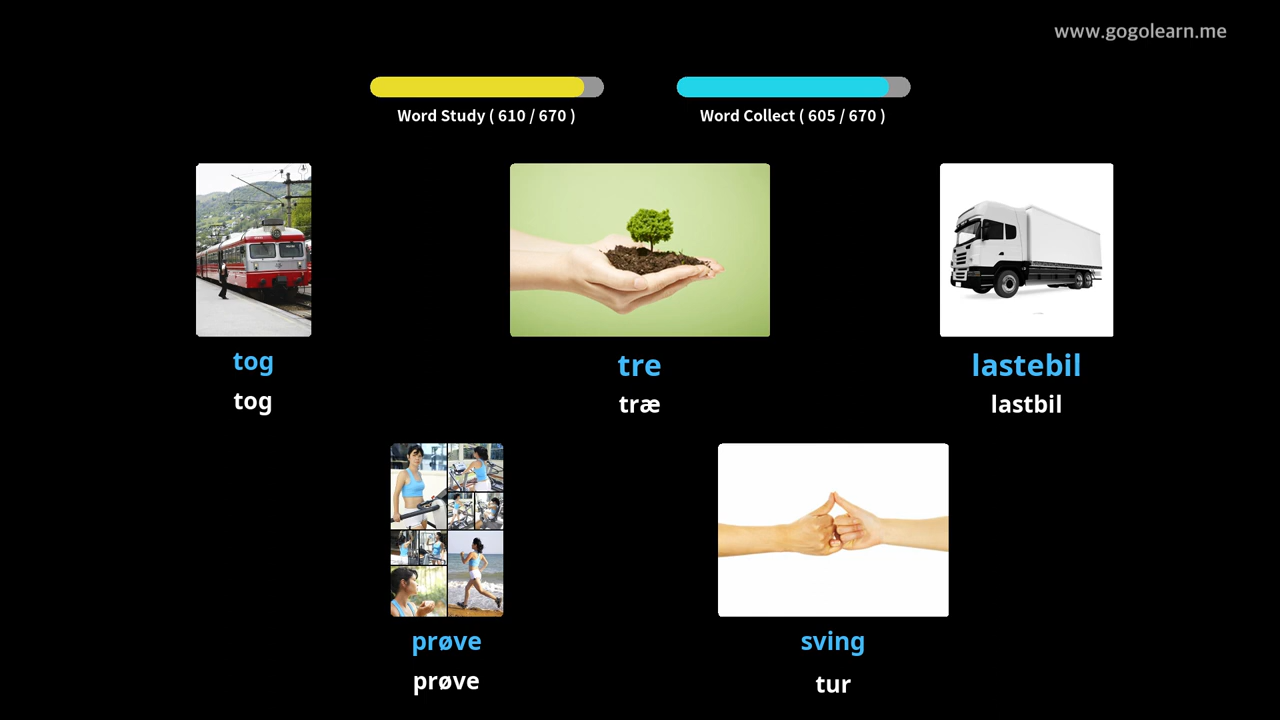 www.gogolearn.me
Word Study ( 610 / 670 )
Word Collect ( 605 / 670 )
tog
tog
tre
træ
lastebil
lastbil
prøve
prøve
sving
tur